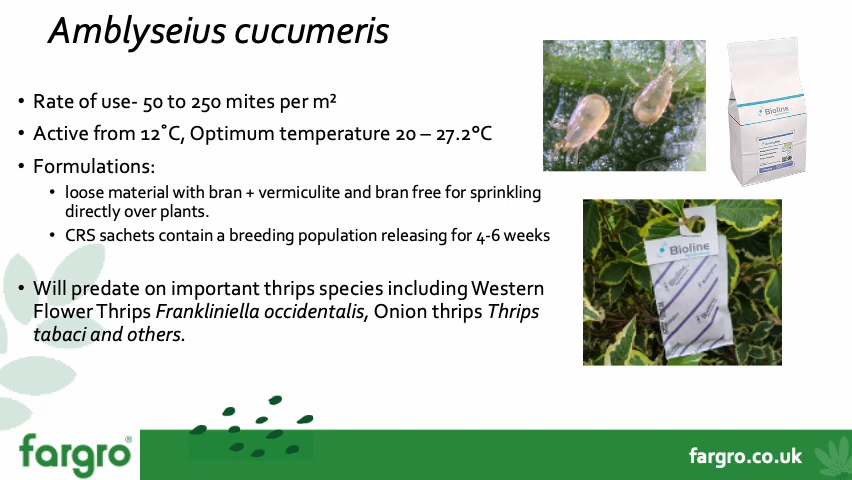 Amblyseius cucumeris
• Rate of use- 50 to 250 mites per m²
• Active from 12˚C, Optimum temperature 20 – 27.2°C
• Formulations:
• loose material with bran + vermiculite and bran free for sprinkling
directly over plants.
• CRS sachets contain a breeding population releasing for 4-6 weeks
• Will predate on important thrips species including Western
Flower Thrips Frankliniella occidentalis, Onion thrips Thrips
tabaci and others.
Bioline
Bioline
fargro®
fargro.co.uk